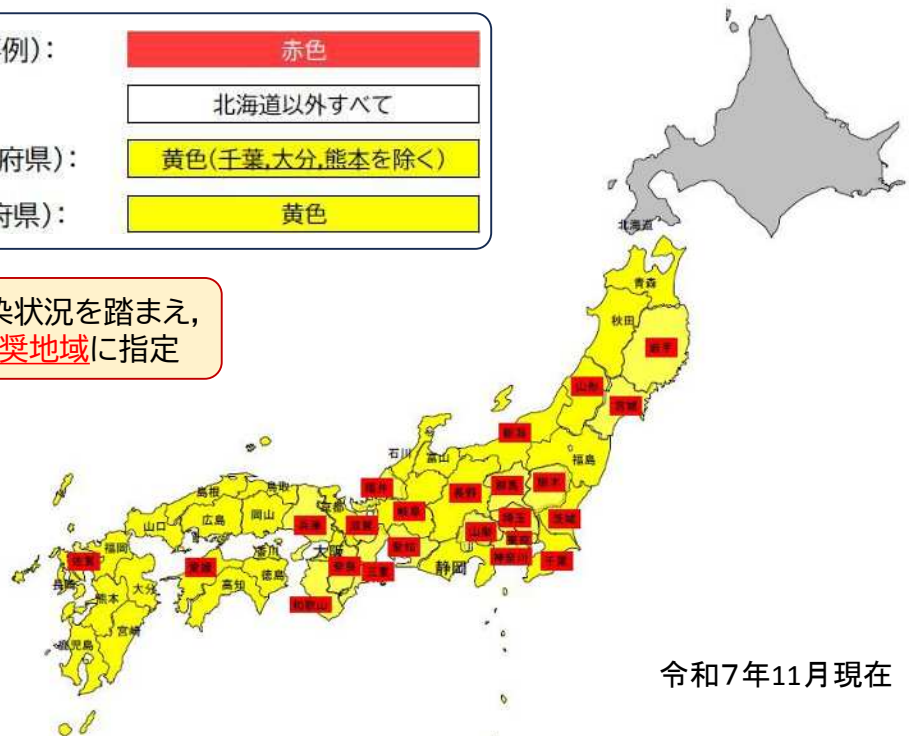 例):
赤色
北海道以外すべて
府県):
黄色(千葉,大分,熊本を除く)
府県):
黄色
染状況を踏まえ,
奨地域に指定
北海道
青森
秋田
岩手
山形
宮城
新潟
福島
石川
富山
福井
長野
群馬
栃木
岐阜
埼玉
茨城
山梨
東京
神奈川
千葉
愛知
静岡
島根
鳥取
京都
兵庫
滋賀
山口
広島
岡山
大阪
奈良
三重
和歌山
香川
徳島
愛媛
高知
福岡
佐賀
長崎
大分
熊本
宮崎
鹿児島
令和7年11月現在